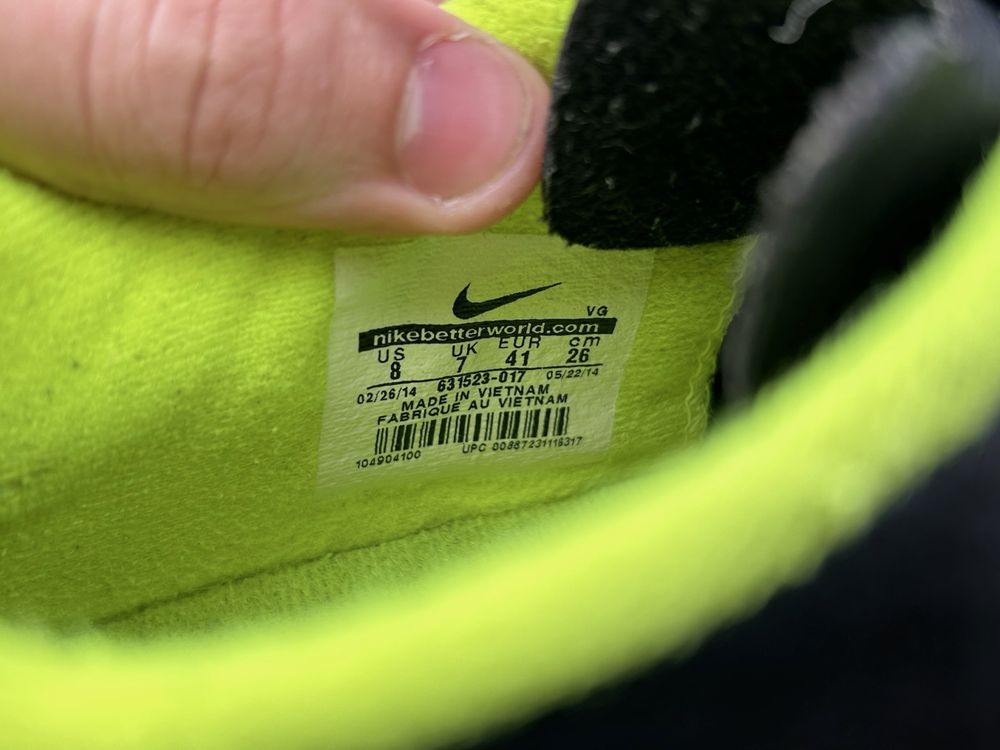 VG
nikebetterworld.com
US UK EUR cm
8 7 41 26
02/26/14 631523-017 05/22/14
MADE IN VIETNAM
FABRIQUE AU VIETNAM
104904100 UPC 00887231118317